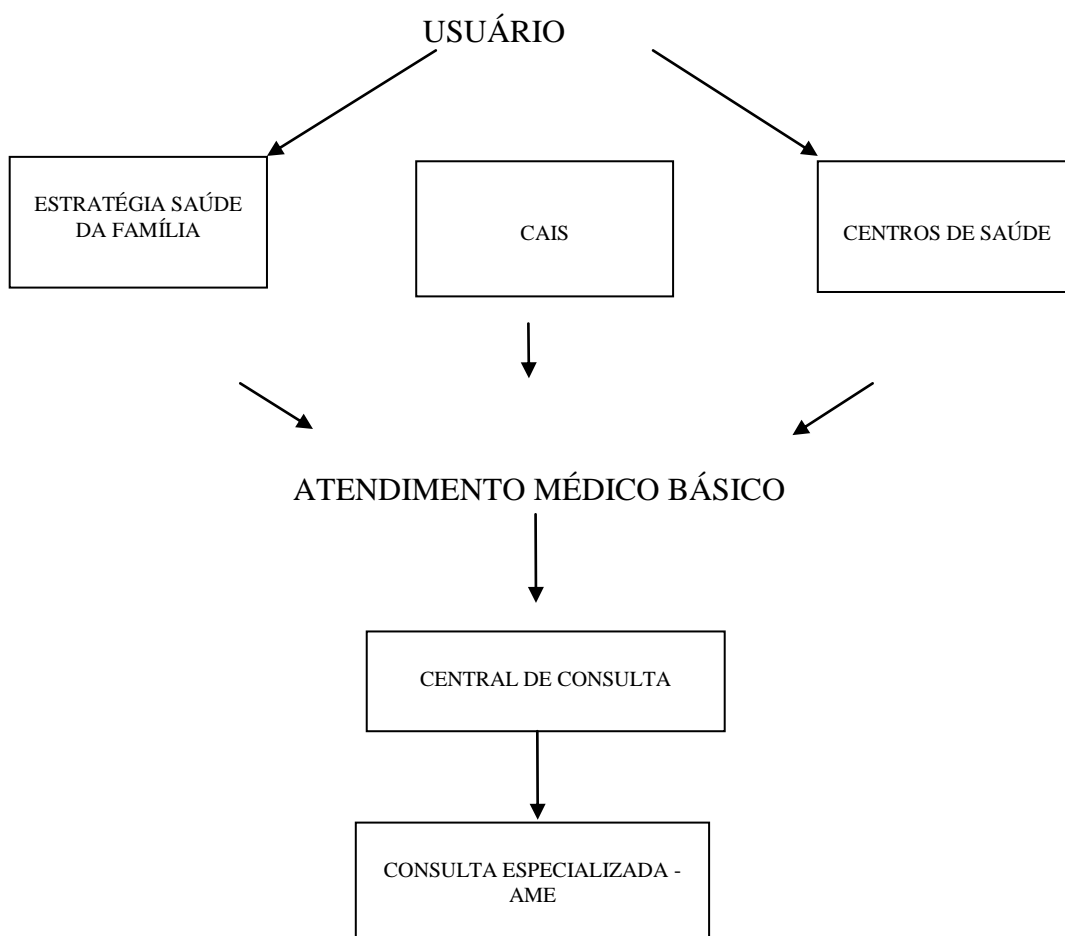 USUÁRIO
ESTRATÉGIA SAÚDE
DA FAMÍLIA
CAIS
CENTROS DE SAÚDE
ATENDIMENTO MÉDICO BÁSICO
CENTRAL DE CONSULTA
CONSULTA ESPECIALIZADA -
AME